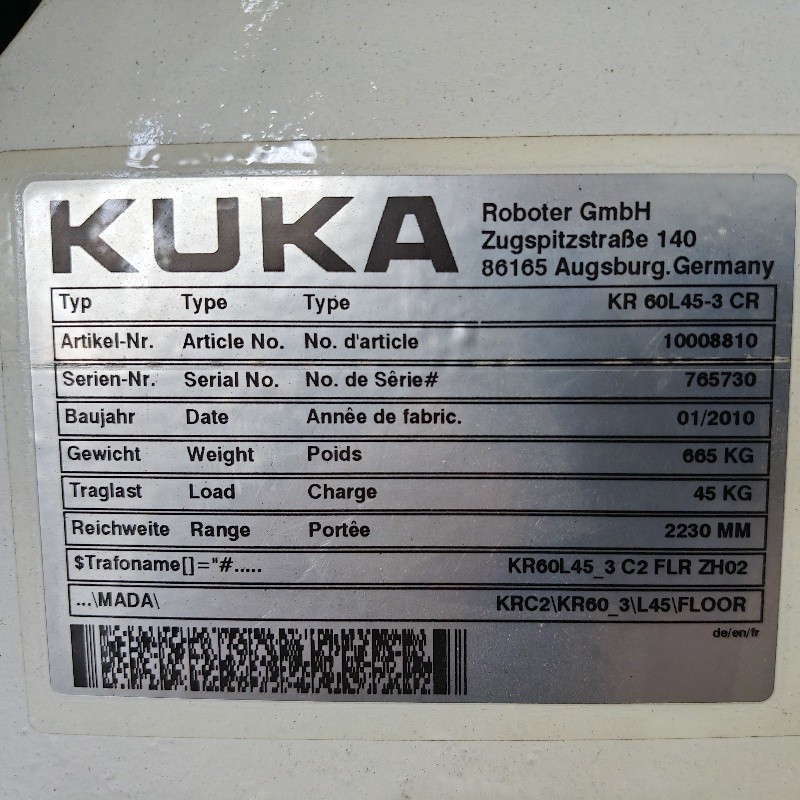 KUKA
Roboter GmbH
Zugspitzstraße 140
86165 Augsburg.Germany
Typ Type Type KR 60L45-3 CR
Artikel-Nr. Article No. No. d'article 10008810
Serien-Nr. Serial No. No. de Sêrie# 765730
Baujahr Date Annêe de fabric. 01/2010
Gewicht Weight Poids 665 KG
Traglast Load Charge 45 KG
Reichweite Range Portêe 2230 MM
$Trafoname[]="#..... KR60L45_3 C2 FLR ZH02
...\MADA\ KRC2\KR60_3\L45\FLOOR
de/en/fr